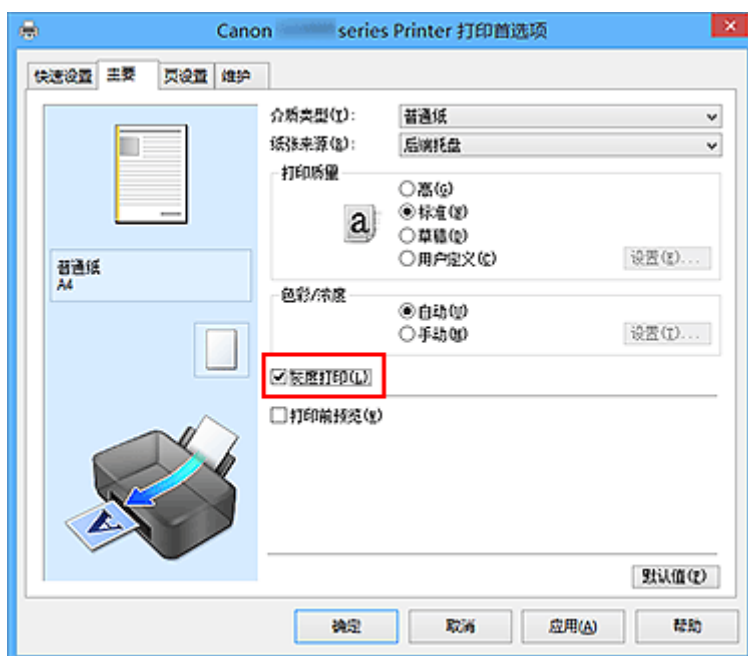 Canon series Printer 打印首选项
快速设置 主要 页设置 维护
介质类型(T): 普通纸
纸张来源(R): 后端托盘
打印质量
高(G)
a
标准(N)
草稿(D)
用户定义(C) 设置(E)...
普通纸
A4
色彩/浓度
自动(U)
手动(M) 设置(T)...
灰度打印(L)
打印前预览(V)
A
默认值(F)
确定 取消 应用(A) 帮助